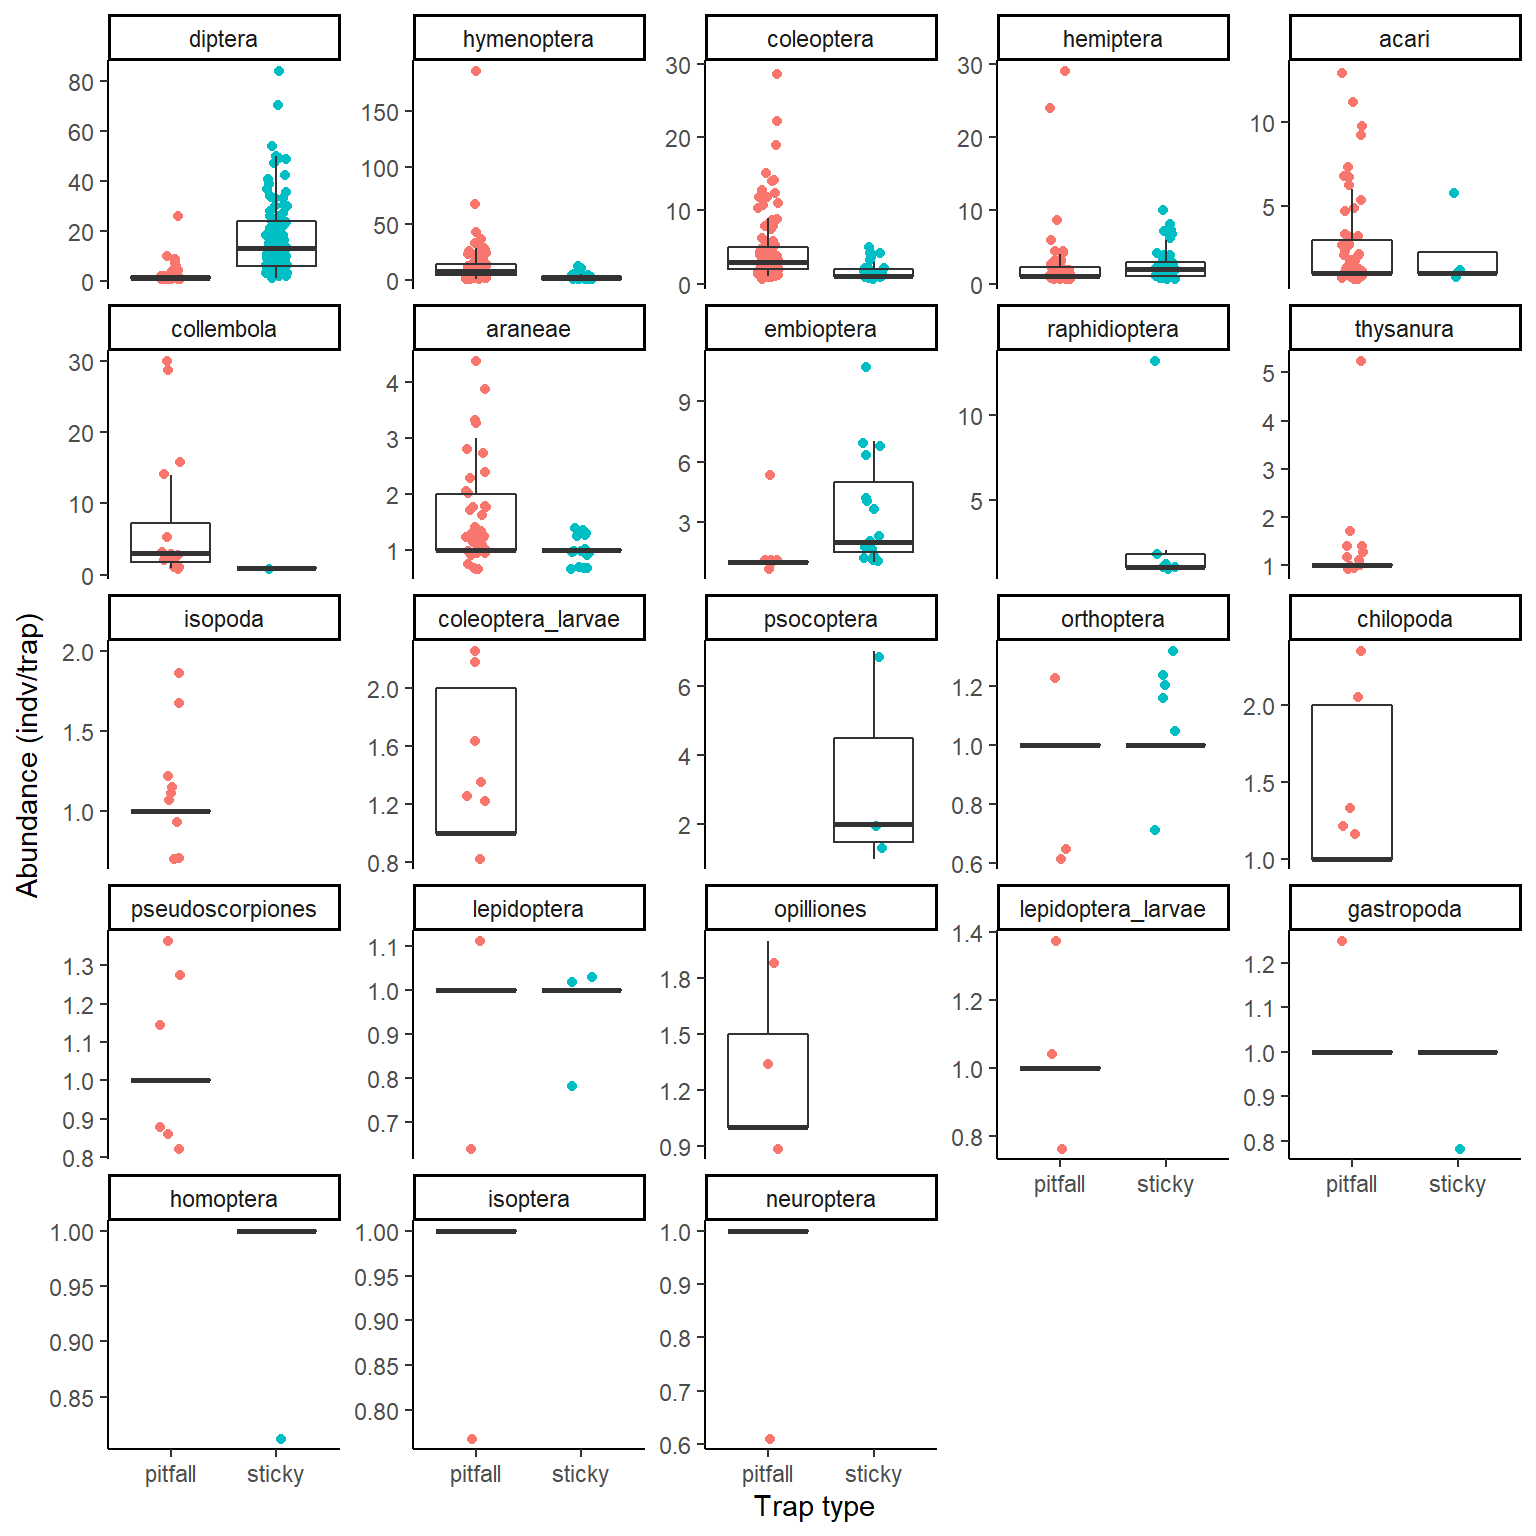 diptera hymenoptera coleoptera hemiptera acari
80 60 40 20 0
150 100 50 0
30 20 10 0
30 20 10 0
10 5
collembola araneae embioptera raphidioptera thysanura
30 20 10 0
4 3 2 1
9 6 3
10 5
5 4 3 2 1
Abundance (indv/trap)
isopoda coleoptera_larvae psocoptera orthoptera chilopoda
2.0 1.5 1.0
2.0 1.6 1.2 0.8
6 4 2
1.2 1.0 0.8 0.6
2.0 1.5 1.0
pseudoscorpiones lepidoptera opilliones lepidoptera_larvae gastropoda
1.3 1.2 1.1 1.0 0.9 0.8
1.1 1.0 0.9 0.8 0.7
1.8 1.5 1.2 0.9
1.4 1.2 1.0 0.8
1.2 1.1 1.0 0.9 0.8
pitfall sticky pitfall sticky
homoptera isoptera neuroptera
1.00 0.95 0.90 0.85
1.00 0.95 0.90 0.85 0.80
1.0 0.9 0.8 0.7 0.6
pitfall sticky pitfall sticky pitfall sticky
Trap type